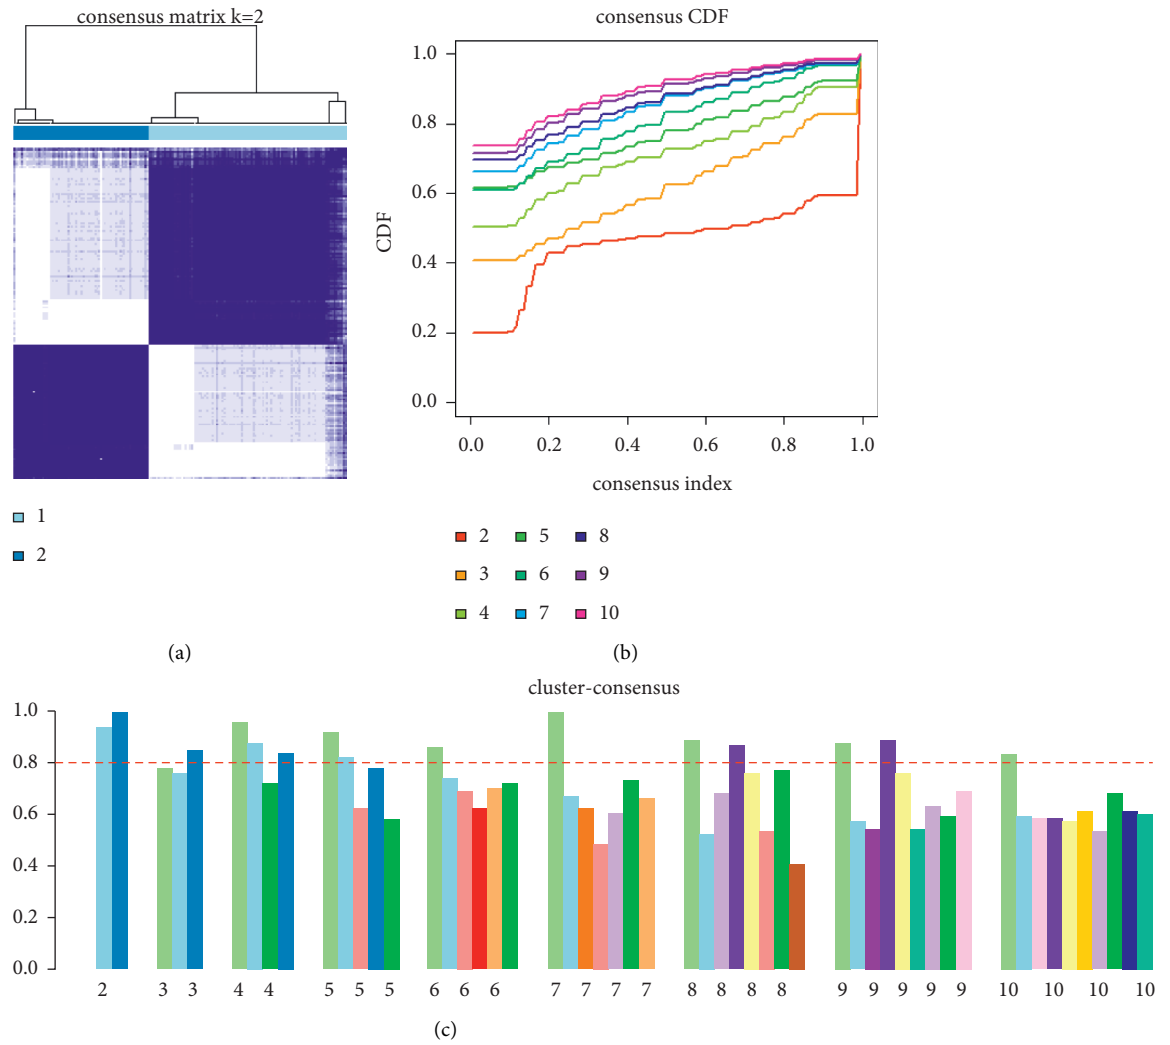 consensus matrix k=2
1
2
(a)
consensus CDF
CDF
1.0
0.8
0.6
0.4
0.2
0.0
0.0 0.2 0.4 0.6 0.8 1.0
consensus index
2 5 8
3 6 9
4 7 10
(b)
cluster-consensus
1.0
0.8
0.6
0.4
0.2
0.0
2 3 3 4 4 5 5 5 6 6 6 7 7 7 7 8 8 8 8 9 9 9 9 9 10 10 10 10
(c)